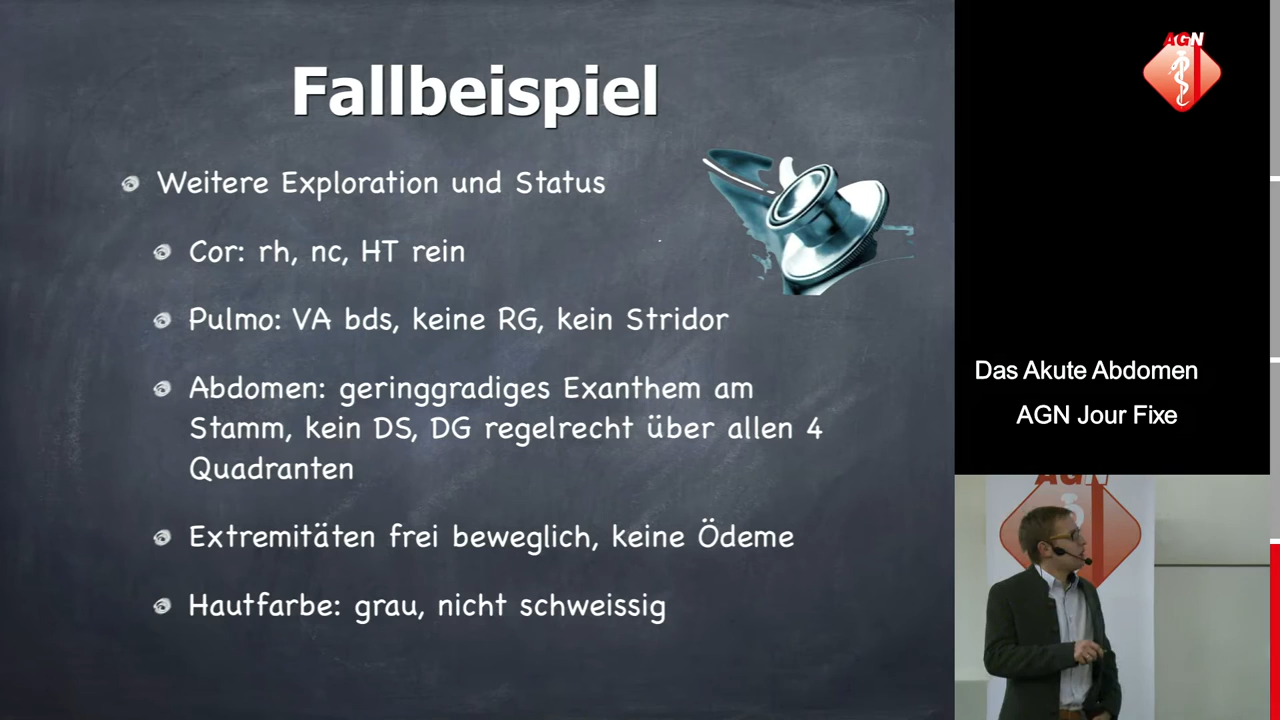 Fallbeispiel
Weitere Exploration und Status
Cor: rh, nc, HT rein
Pulmo: VA bds, keine RG, kein Stridor
Abdomen: geringgradiges Exanthem am
Stamm, kein DS, DG regelrecht über allen 4
Quadranten
Extremitäten frei beweglich, keine Ödeme
Hautfarbe: grau, nicht schweissig
AGN
Das Akute Abdomen
AGN Jour Fixe
AGN